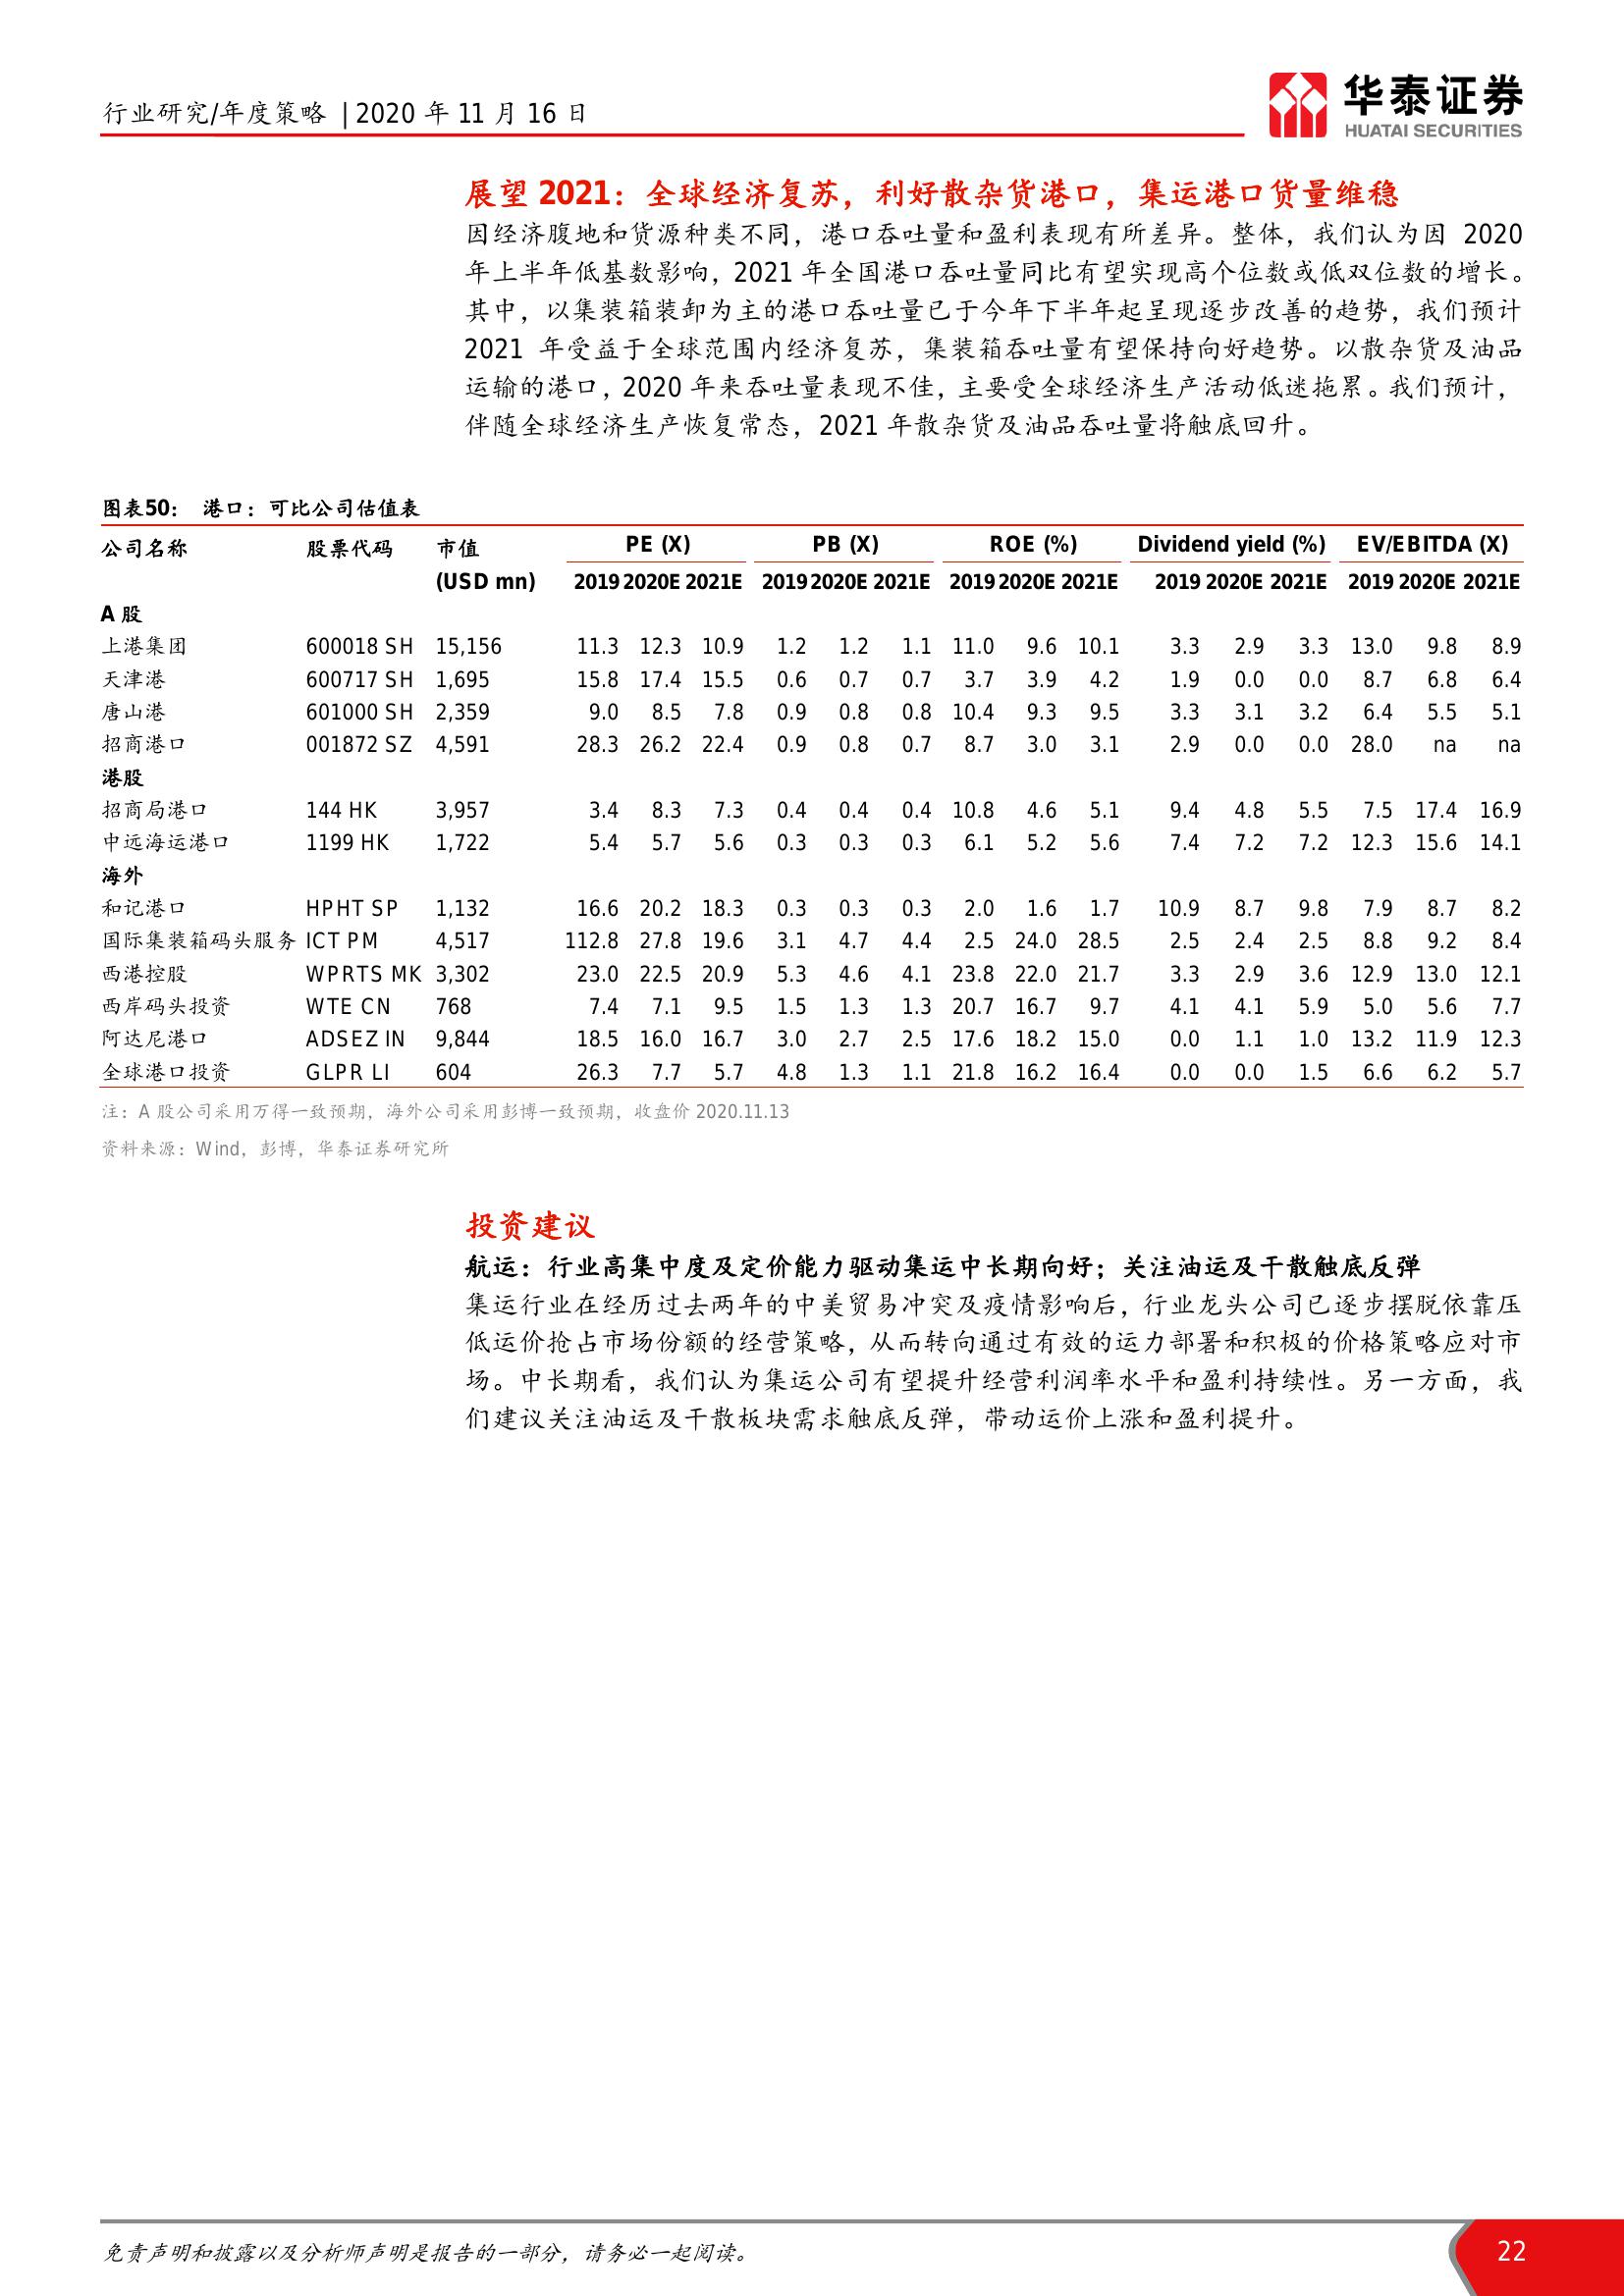 行业研究/年度策略 | 2020 年 11 月 16 日
华泰证券
HUATAI SECURITIES
展望 2021：全球经济复苏，利好散杂货港口，集运港口货量维稳
因经济腹地和货源种类不同，港口吞吐量和盈利表现有所差异。整体，我们认为因 2020
年上半年低基数影响，2021 年全国港口吞吐量同比有望实现高个位数或低双位数的增长。
其中，以集装箱装卸为主的港口吞吐量已于今年下半年起呈现逐步改善的趋势，我们预计
2021 年受益于全球范围内经济复苏，集装箱吞吐量有望保持向好趋势。以散杂货及油品
运输的港口，2020 年来吞吐量表现不佳，主要受全球经济生产活动低迷拖累。我们预计，
伴随全球经济生产恢复常态，2021 年散杂货及油品吞吐量将触底回升。
图表50： 港口：可比公司估值表
公司名称 股票代码 市值 PE (X) PB (X) ROE (%) Dividend yield (%) EV/EBITDA (X)
(USD mn) 2019 2020E 2021E 2019 2020E 2021E 2019 2020E 2021E 2019 2020E 2021E 2019 2020E 2021E
A 股
上港集团 600018 SH 15,156 11.3 12.3 10.9 1.2 1.2 1.1 11.0 9.6 10.1 3.3 2.9 3.3 13.0 9.8 8.9
天津港 600717 SH 1,695 15.8 17.4 15.5 0.6 0.7 0.7 3.7 3.9 4.2 1.9 0.0 0.0 8.7 6.8 6.4
唐山港 601000 SH 2,359 9.0 8.5 7.8 0.9 0.8 0.8 10.4 9.3 9.5 3.3 3.1 3.2 6.4 5.5 5.1
招商港口 001872 SZ 4,591 28.3 26.2 22.4 0.9 0.8 0.7 8.7 3.0 3.1 2.9 0.0 0.0 28.0 na na
港股
招商局港口 144 HK 3,957 3.4 8.3 7.3 0.4 0.4 0.4 10.8 4.6 5.1 9.4 4.8 5.5 7.5 17.4 16.9
中远海运港口 1199 HK 1,722 5.4 5.7 5.6 0.3 0.3 0.3 6.1 5.2 5.6 7.4 7.2 7.2 12.3 15.6 14.1
海外
和记港口 HPHT SP 1,132 16.6 20.2 18.3 0.3 0.3 0.3 2.0 1.6 1.7 10.9 8.7 9.8 7.9 8.7 8.2
国际集装箱码头服务 ICT PM 4,517 112.8 27.8 19.6 3.1 4.7 4.4 2.5 24.0 28.5 2.5 2.4 2.5 8.8 9.2 8.4
西港控股 WPRTS MK 3,302 23.0 22.5 20.9 5.3 4.6 4.1 23.8 22.0 21.7 3.3 2.9 3.6 12.9 13.0 12.1
西岸码头投资 WTE CN 768 7.4 7.1 9.5 1.5 1.3 1.3 20.7 16.7 9.7 4.1 4.1 5.9 5.0 5.6 7.7
阿达尼港口 ADSEZ IN 9,844 18.5 16.0 16.7 3.0 2.7 2.5 17.6 18.2 15.0 0.0 1.1 1.0 13.2 11.9 12.3
全球港口投资 GLPR LI 604 26.3 7.7 5.7 4.8 1.3 1.1 21.8 16.2 16.4 0.0 0.0 1.5 6.6 6.2 5.7
注：A 股公司采用万得一致预期，海外公司采用彭博一致预期，收盘价 2020.11.13
资料来源：Wind，彭博，华泰证券研究所
投资建议
航运：行业高集中度及定价能力驱动集运中长期向好；关注油运及干散触底反弹
集运行业在经历过去两年的中美贸易冲突及疫情影响后，行业龙头公司已逐步摆脱依靠压
低运价抢占市场份额的经营策略，从而转向通过有效的运力部署和积极的价格策略应对市
场。中长期看，我们认为集运公司有望提升经营利润率水平和盈利持续性。另一方面，我
们建议关注油运及干散板块需求触底反弹，带动运价上涨和盈利提升。
免责声明和披露以及分析师声明是报告的一部分，请务必一起阅读。
22